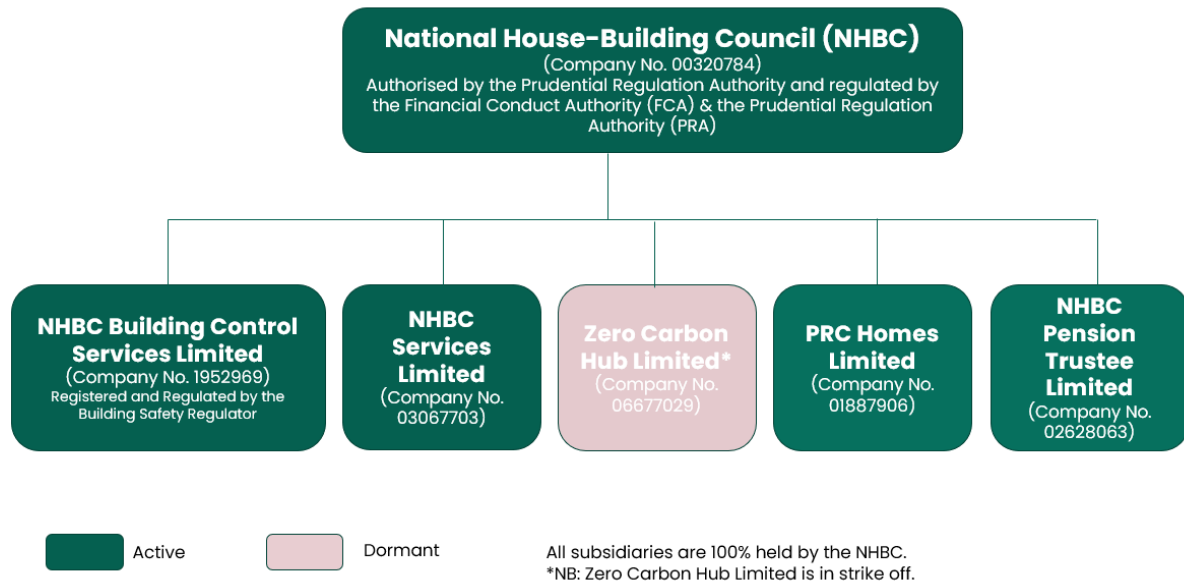 National House-Building Council (NHBC)
(Company No. 00320784)
Authorised by the Prudential Regulation Authority and regulated by
the Financial Conduct Authority (FCA) & the Prudential Regulation
Authority (PRA)
NHBC Building Control
Services Limited
(Company No. 1952969)
Registered and Regulated by the
Building Safety Regulator
NHBC
Services
Limited
(Company No.
03067703)
Zero Carbon
Hub Limited*
(Company No.
06677029)
PRC Homes
Limited
(Company No.
01887906)
NHBC
Pension
Trustee
Limited
(Company No.
02628063)
Active
Dormant
All subsidiaries are 100% held by the NHBC.
*NB: Zero Carbon Hub Limited is in strike off.